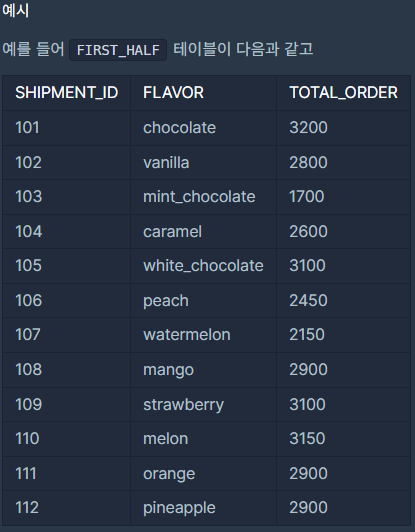 예시
예를 들어 FIRST_HALF 테이블이 다음과 같고
SHIPMENT_ID FLAVOR TOTAL_ORDER
101 chocolate 3200
102 vanilla 2800
103 mint_chocolate 1700
104 caramel 2600
105 white_chocolate 3100
106 peach 2450
107 watermelon 2150
108 mango 2900
109 strawberry 3100
110 melon 3150
111 orange 2900
112 pineapple 2900